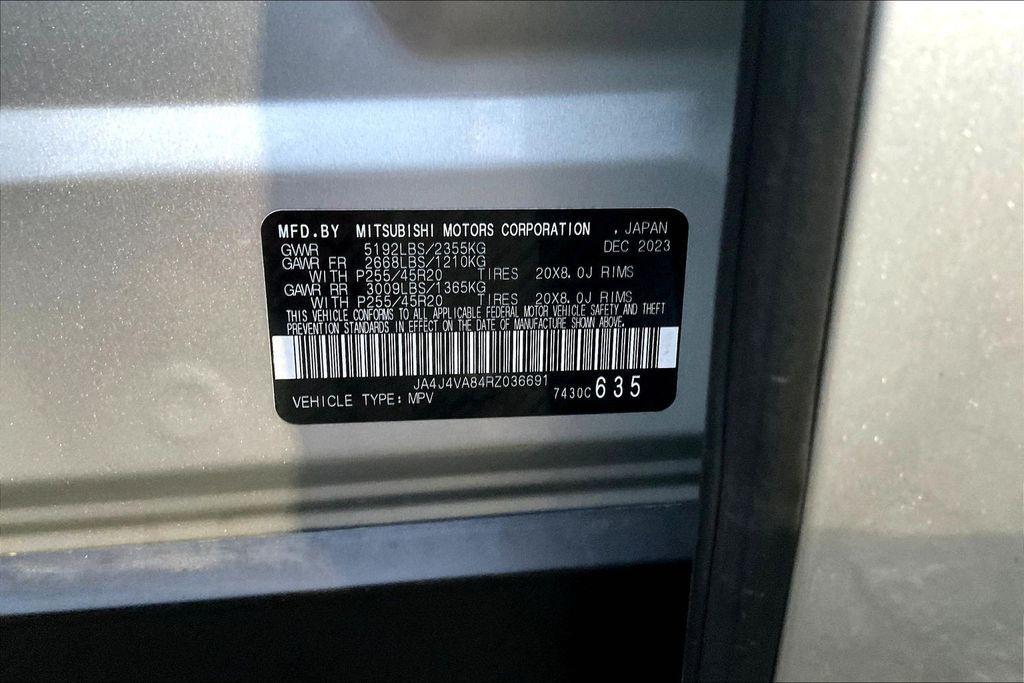 MFD.BY MITSUBISHI MOTORS CORPORATION , JAPAN
DEC 2023
GVWR 5192LBS/2355KG
GAWR FR 2668LBS/1210KG
WITH P255/45R20 TIRES 20X8.0J RIMS
GAWR RR 3009LBS/1365KG
WITH P255/45R20 TIRES 20X8.0J RIMS
THIS VEHICLE CONFORMS TO ALL APPLICABLE FEDERAL MOTOR VEHICLE SAFETY AND THEFT
PREVENTION STANDARDS IN EFFECT ON THE DATE OF MANUFACTURE SHOWN ABOVE.
JA4J4VA84RZ036691
VEHICLE TYPE: MPV 7430C 635